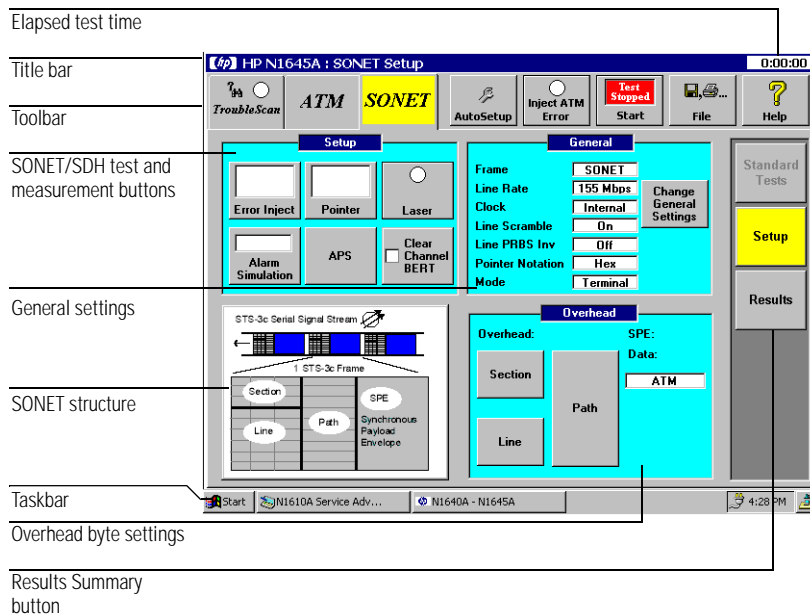 Elapsed test time
Title bar
Toolbar
SONET/SDH test and
measurement buttons
General settings
SONET structure
Taskbar
Overhead byte settings
Results Summary
button
hp HP N1645A : SONET Setup
0:00:00
TroubleScan
ATM
SONET
AutoSetup
Inject ATM
Error
Test
Stopped
Start
...
File
?
Help
Setup
Error Inject
Pointer
Laser
Alarm
Simulation
APS
Clear
Channel
BERT
General
Frame SONET
Line Rate 155 Mbps
Clock Internal
Line Scramble On
Line PRBS Inv Off
Pointer Notation Hex
Mode Terminal
Change
General
Settings
Standard
Tests
Setup
Results
STS-3c Serial Signal Stream
1 STS-3c Frame
Section
Line
Path
SPE
Synchronous
Payload
Envelope
Overhead
Overhead:
SPE:
Section
Line
Path
Data:
ATM
Start
N1610A Service Adv...
N1640A - N1645A
4:28 PM